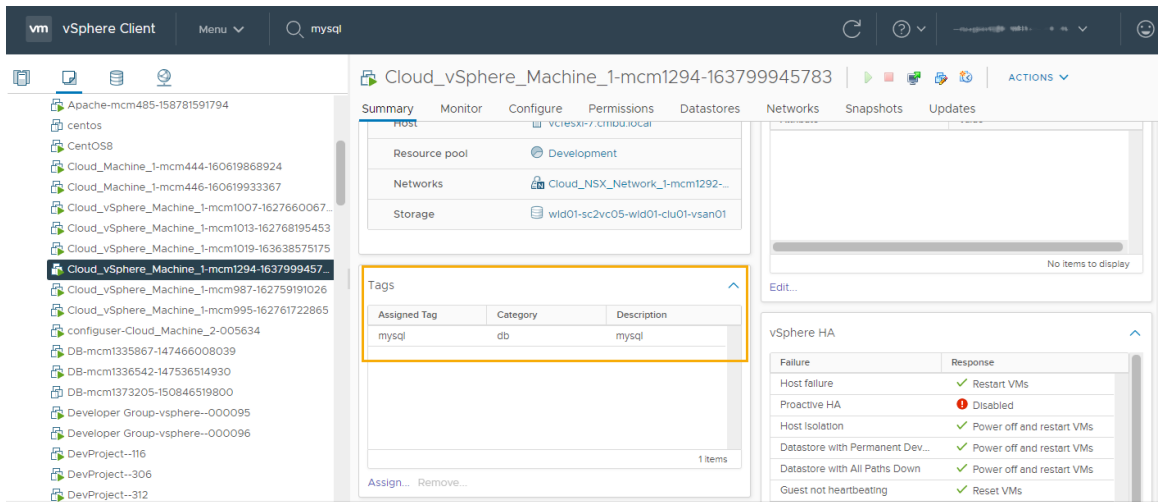 vm vSphere Client Menu mysql
Cloud_vSphere_Machine_1-mcm1294-163799945783 ACTIONS
Summary Monitor Configure Permissions Datastores Networks Snapshots Updates
Apache-mcm485-158781591794
centos
CentOS8
Cloud_Machine_1-mcm444-160619868924
Cloud_Machine_1-mcm446-160619933367
Cloud_vSphere_Machine_1-mcm1007-1627660067...
Cloud_vSphere_Machine_1-mcm1013-162768195453
Cloud_vSphere_Machine_1-mcm1019-163638575175
Cloud_vSphere_Machine_1-mcm1294-1637999457...
Cloud_vSphere_Machine_1-mcm987-162759191026
Cloud_vSphere_Machine_1-mcm995-162761722865
configuser-Cloud_Machine_2-005634
DB-mcm1335867-147466008039
DB-mcm1336542-147536514930
DB-mcm1373205-150846519800
Developer Group-vsphere--000095
Developer Group-vsphere--000096
DevProject--116
DevProject--306
DevProject--312
Host vcfesxi-7.cmbu.local
Resource pool Development
Networks Cloud_NSX_Network_1-mcm1292-...
Storage wld01-sc2vc05-wld01-clu01-vsan01
Tags
Assigned Tag Category Description
mysql db mysql
1 items
Assign... Remove...
Attribute Value
No items to display
Edit...
vSphere HA
Failure Response
Host failure Restart VMs
Proactive HA Disabled
Host Isolation Power off and restart VMs
Datastore with Permanent Dev... Power off and restart VMs
Datastore with All Paths Down Power off and restart VMs
Guest not heartbeating Reset VMs